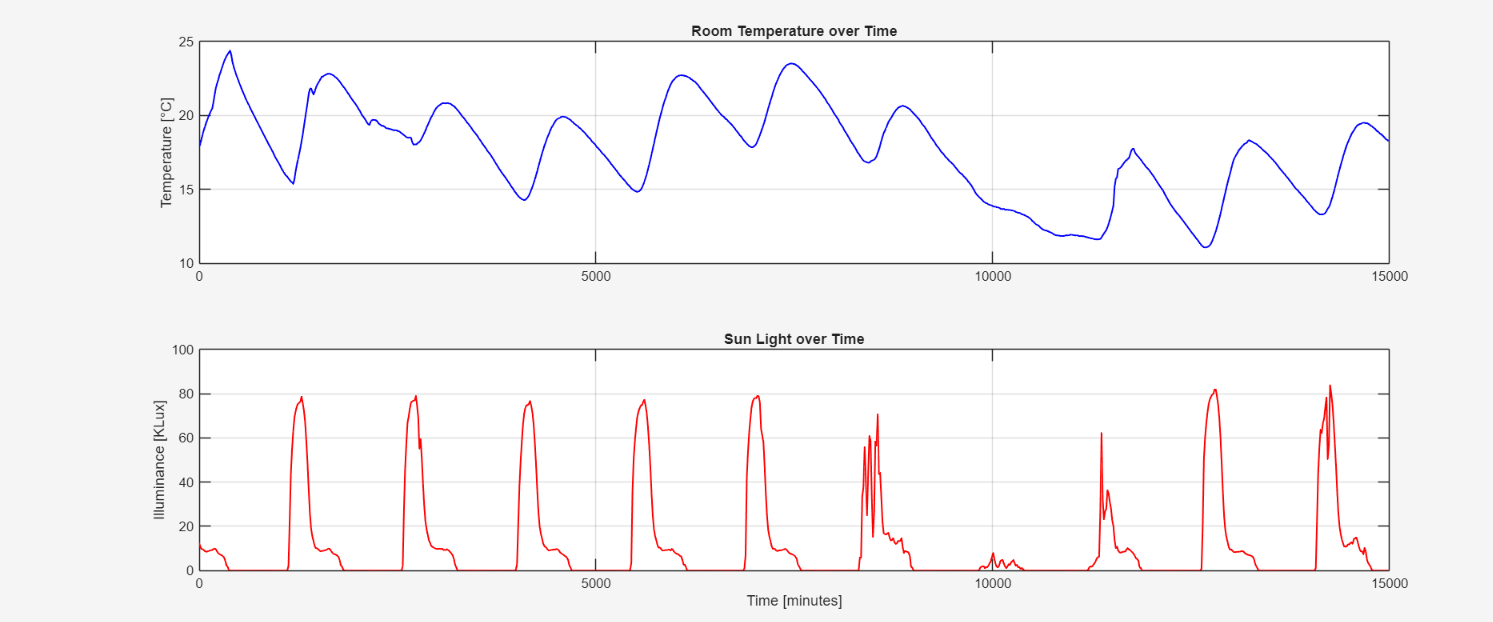 Room Temperature over Time
25
20
15
10
Temperature [°C]
0 5000 10000 15000
Sun Light over Time
100
80
60
40
20
0
Illuminance [KLux]
0 5000 10000 15000
Time [minutes]